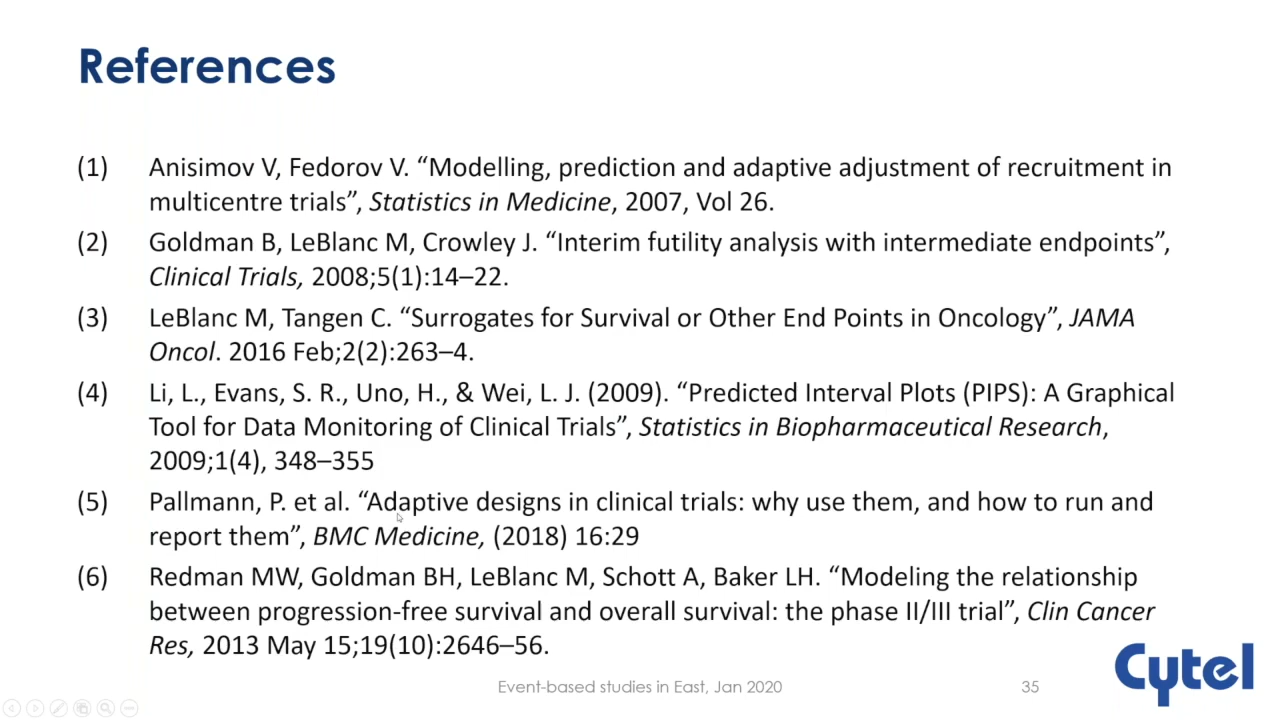 References
(1) Anisimov V, Fedorov V. “Modelling, prediction and adaptive adjustment of recruitment in
multicentre trials”, Statistics in Medicine, 2007, Vol 26.
(2) Goldman B, LeBlanc M, Crowley J. “Interim futility analysis with intermediate endpoints”,
Clinical Trials, 2008;5(1):14–22.
(3) LeBlanc M, Tangen C. “Surrogates for Survival or Other End Points in Oncology”, JAMA
Oncol. 2016 Feb;2(2):263–4.
(4) Li, L., Evans, S. R., Uno, H., & Wei, L. J. (2009). “Predicted Interval Plots (PIPS): A Graphical
Tool for Data Monitoring of Clinical Trials”, Statistics in Biopharmaceutical Research,
2009;1(4), 348–355
(5) Pallmann, P. et al. “Adaptive designs in clinical trials: why use them, and how to run and
report them”, BMC Medicine, (2018) 16:29
(6) Redman MW, Goldman BH, LeBlanc M, Schott A, Baker LH. “Modeling the relationship
between progression-free survival and overall survival: the phase II/III trial”, Clin Cancer
Res, 2013 May 15;19(10):2646–56.
Event-based studies in East, Jan 2020
35
Cytel